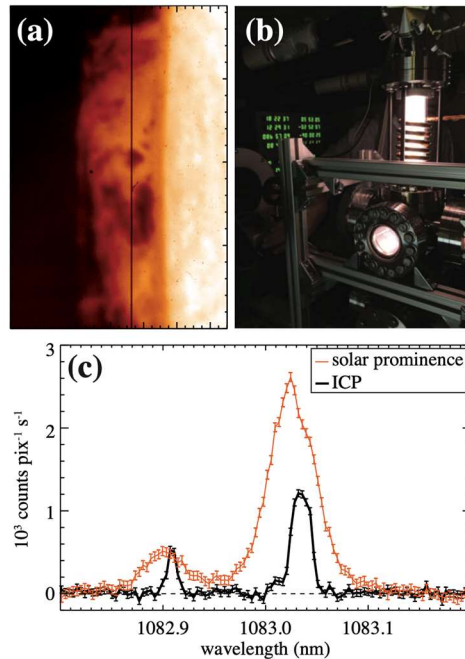 (a)
(b)
(c)
solar prominence
ICP
3
2
1
0
10³ counts pix⁻¹ s⁻¹
1082.9
1083.0
1083.1
wavelength (nm)